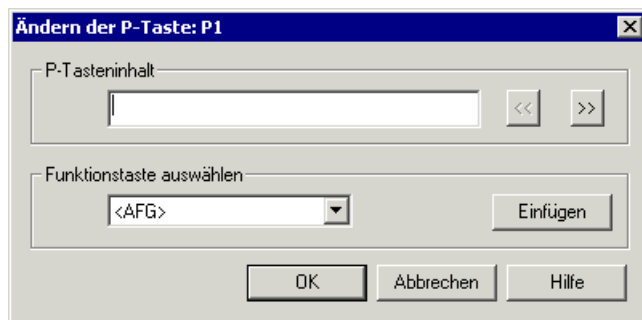 Ändern der P-Taste: P1
P-Tasteninhalt
<< >>
Funktionstaste auswählen
<AFG> Einfügen
OK Abbrechen Hilfe